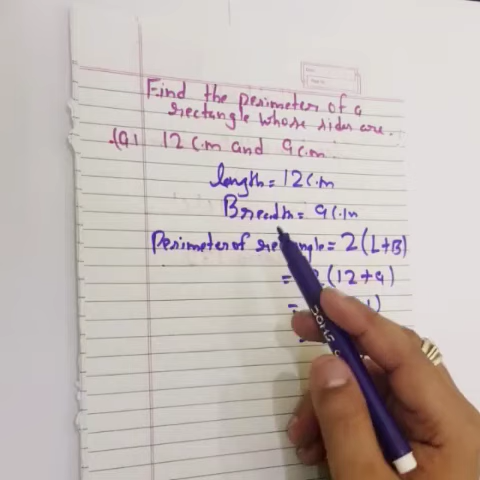 Find the perimeter of a
rectangle whose sides are.
(a) 12 C.m and 9 C.m.
length = 12 C.m
Breadth = 9 C.m
Perimeter of rectangle = 2(L+B)
= 2(12+9)
=